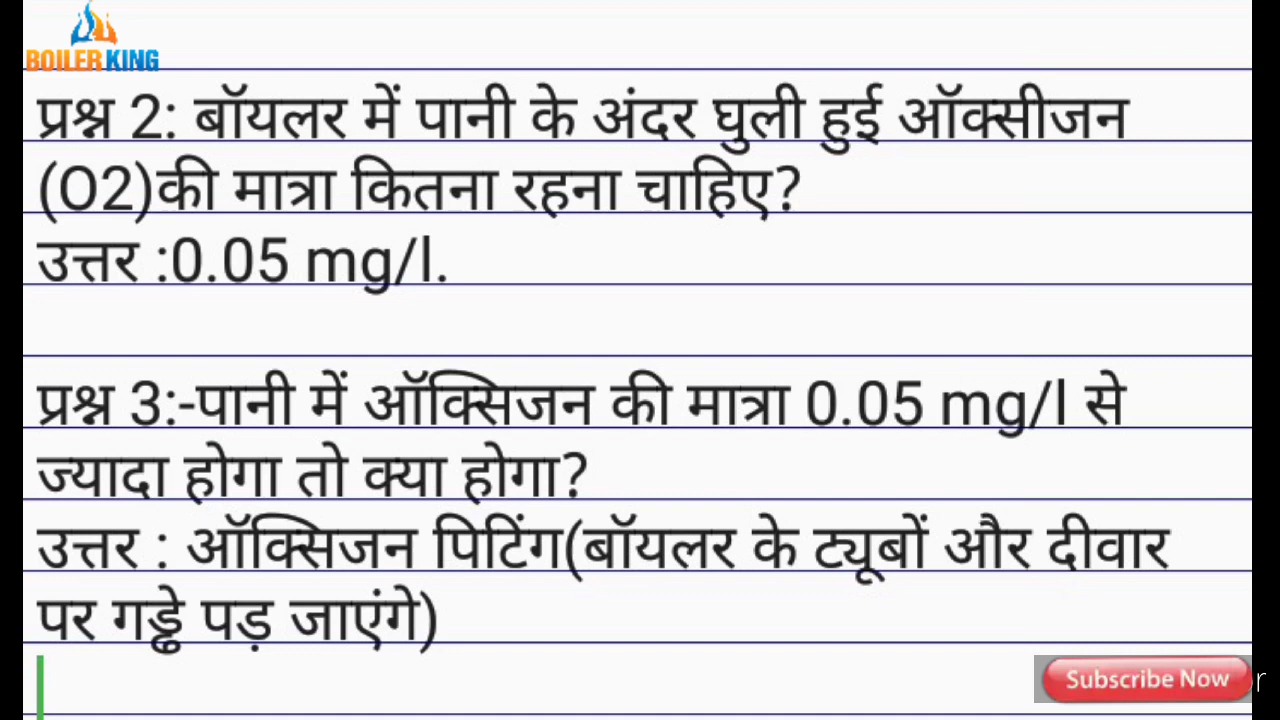 BOILER KING
प्रश्न 2: बॉयलर में पानी के अंदर घुली हुई ऑक्सीजन
(O2)की मात्रा कितना रहना चाहिए?
उत्तर :0.05 mg/l.
प्रश्न 3:-पानी में ऑक्सिजन की मात्रा 0.05 mg/l से
ज्यादा होगा तो क्या होगा?
उत्तर : ऑक्सिजन पिटिंग(बॉयलर के ट्यूबों और दीवार
पर गड्ढे पड़ जाएंगे)
Subscribe Now